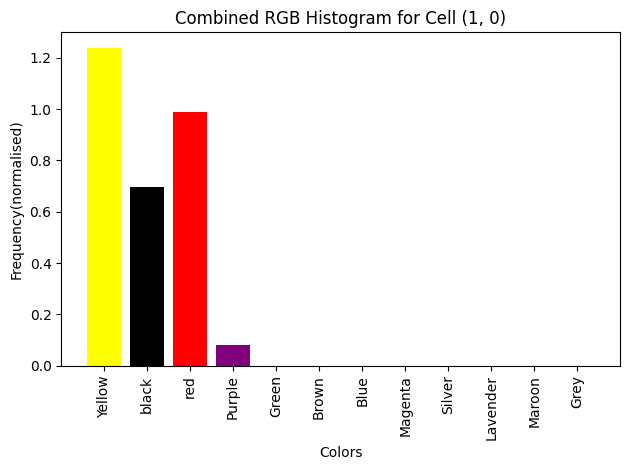 Combined RGB Histogram for Cell (1, 0)
Frequency(normalised)
1.2
1.0
0.8
0.6
0.4
0.2
0.0
Yellow
black
red
Purple
Green
Brown
Blue
Magenta
Silver
Lavender
Maroon
Grey
Colors